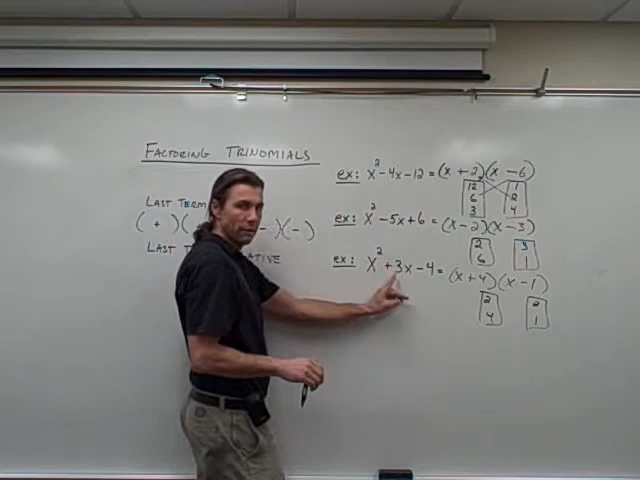 FACTORING TRINOMIALS
ex: x² - 4x - 12 = (x + 2)(x - 6)
12 1
6 2
3 4
LAST TERM
( + )( - )( - )
ex: x² - 5x + 6 = (x - 2)(x - 3)
2 3
6 1
LAST T ATIVE
ex: x² + 3x - 4 = (x + 4)(x - 1)
2 2
4 1